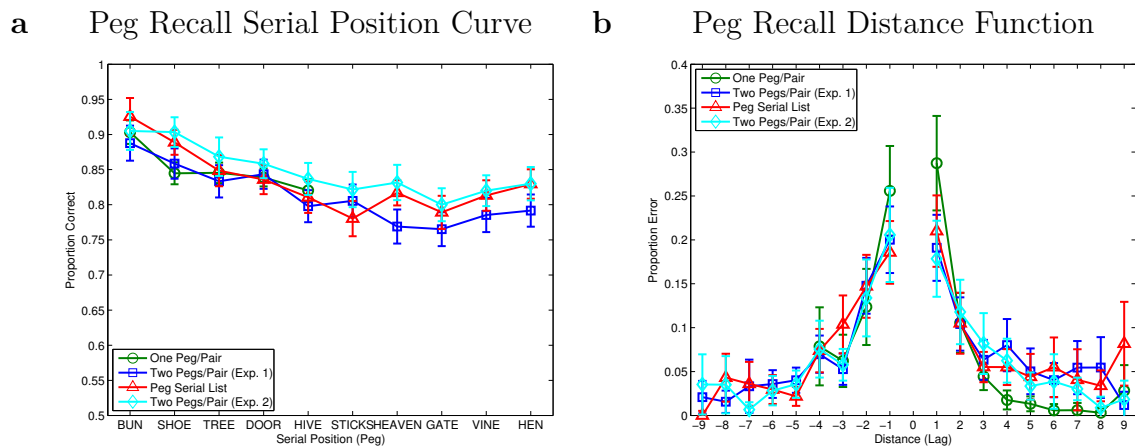 a Peg Recall Serial Position Curve
1
0.95
0.9
0.85
0.8
0.75
0.7
0.65
0.6
0.55
0.5
Proportion Correct
One Peg/Pair
Two Pegs/Pair (Exp. 1)
Peg Serial List
Two Pegs/Pair (Exp. 2)
BUN SHOE TREE DOOR HIVE STICKS HEAVEN GATE VINE HEN
Serial Position (Peg)
b Peg Recall Distance Function
0.4
0.35
0.3
0.25
0.2
0.15
0.1
0.05
0
Proportion Error
One Peg/Pair
Two Pegs/Pair (Exp. 1)
Peg Serial List
Two Pegs/Pair (Exp. 2)
−9 −8 −7 −6 −5 −4 −3 −2 −1 0 1 2 3 4 5 6 7 8 9
Distance (Lag)